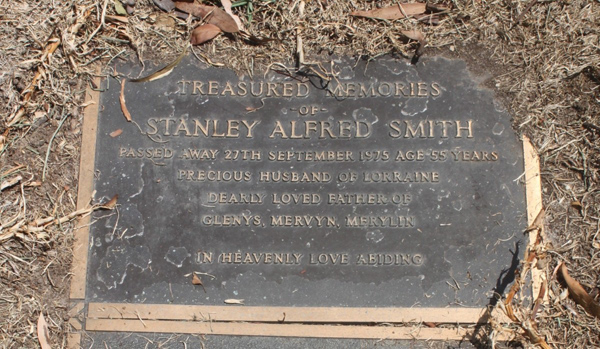 TREASURED MEMORIES
- OF -
STANLEY ALFRED SMITH
PASSED AWAY 27TH SEPTEMBER 1975 AGE 55 YEARS
PRECIOUS HUSBAND OF LORRAINE
DEARLY LOVED FATHER OF
GLENYS, MERVYN, MERYLIN
IN HEAVENLY LOVE ABIDING